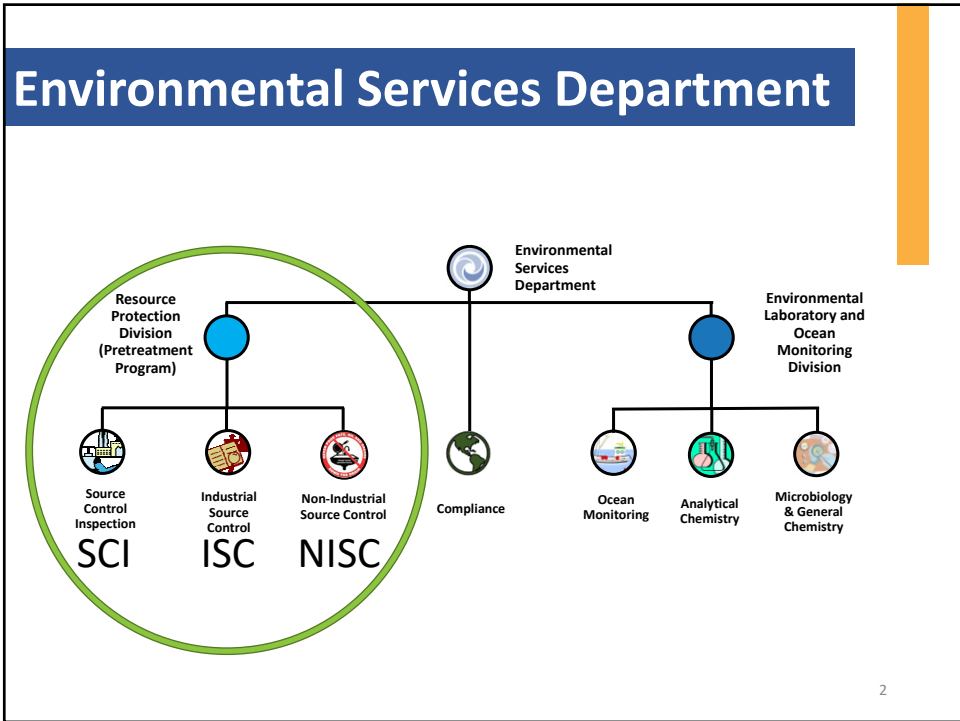 Environmental Services Department
Environmental
Services
Department
Resource
Protection
Division
(Pretreatment
Program)
Environmental
Laboratory and
Ocean
Monitoring
Division
Source
Control
Inspection
SCI
Industrial
Source
Control
ISC
Non-Industrial
Source Control
NISC
Compliance
Ocean
Monitoring
Analytical
Chemistry
Microbiology
& General
Chemistry
2